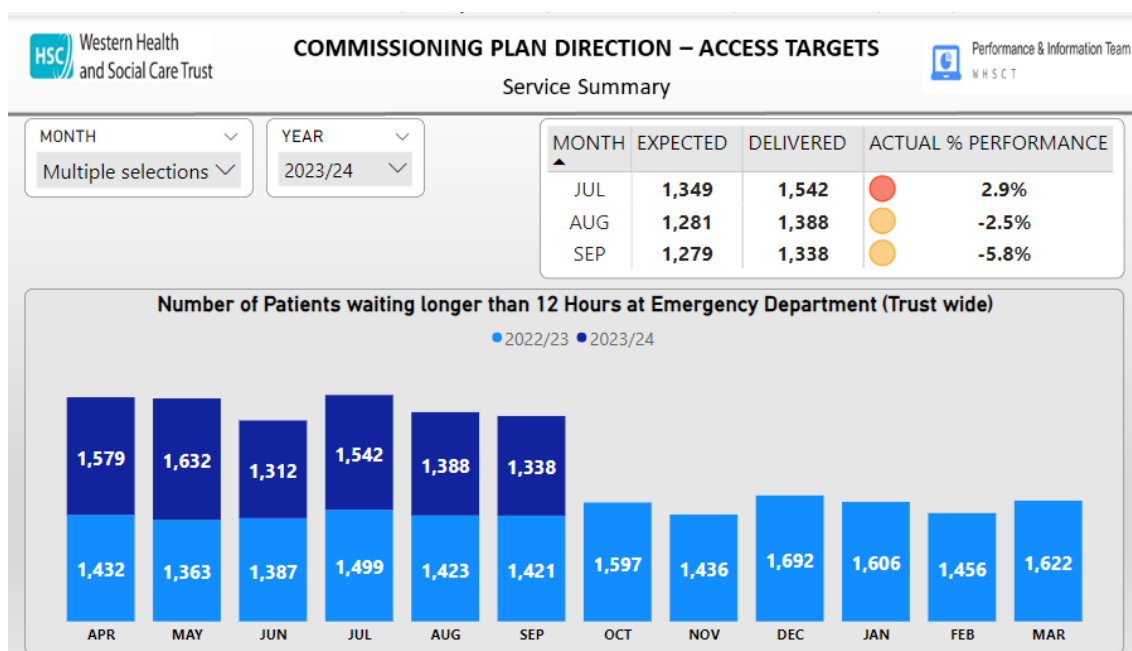 HSC Western Health
and Social Care Trust
COMMISSIONING PLAN DIRECTION – ACCESS TARGETS
Service Summary
Performance & Information Team
WHSCT
MONTH
Multiple selections
YEAR
2023/24
MONTH EXPECTED DELIVERED ACTUAL % PERFORMANCE
JUL 1,349 1,542 2.9%
AUG 1,281 1,388 -2.5%
SEP 1,279 1,338 -5.8%
Number of Patients waiting longer than 12 Hours at Emergency Department (Trust wide)
2022/23 2023/24
1,579 1,632 1,312 1,542 1,388 1,338
1,432 1,363 1,387 1,499 1,423 1,421 1,597 1,436 1,692 1,606 1,456 1,622
APR MAY JUN JUL AUG SEP OCT NOV DEC JAN FEB MAR